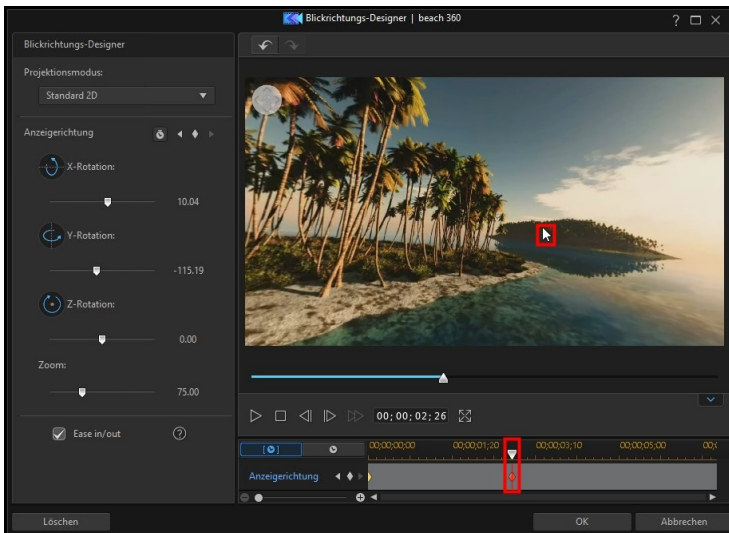 Blickrichtungs-Designer | beach 360
?
Blickrichtungs-Designer
Projektionsmodus:
Standard 2D
Anzeigerichtung
X-Rotation:
10.04
Y-Rotation:
-115.19
Z-Rotation:
0.00
Zoom:
75.00
Ease in/out
?
00; 00; 02; 26
00;00;00;00 00;00;01;20 00;00;03;10 00;00;05;00
Anzeigerichtung
Löschen
OK
Abbrechen